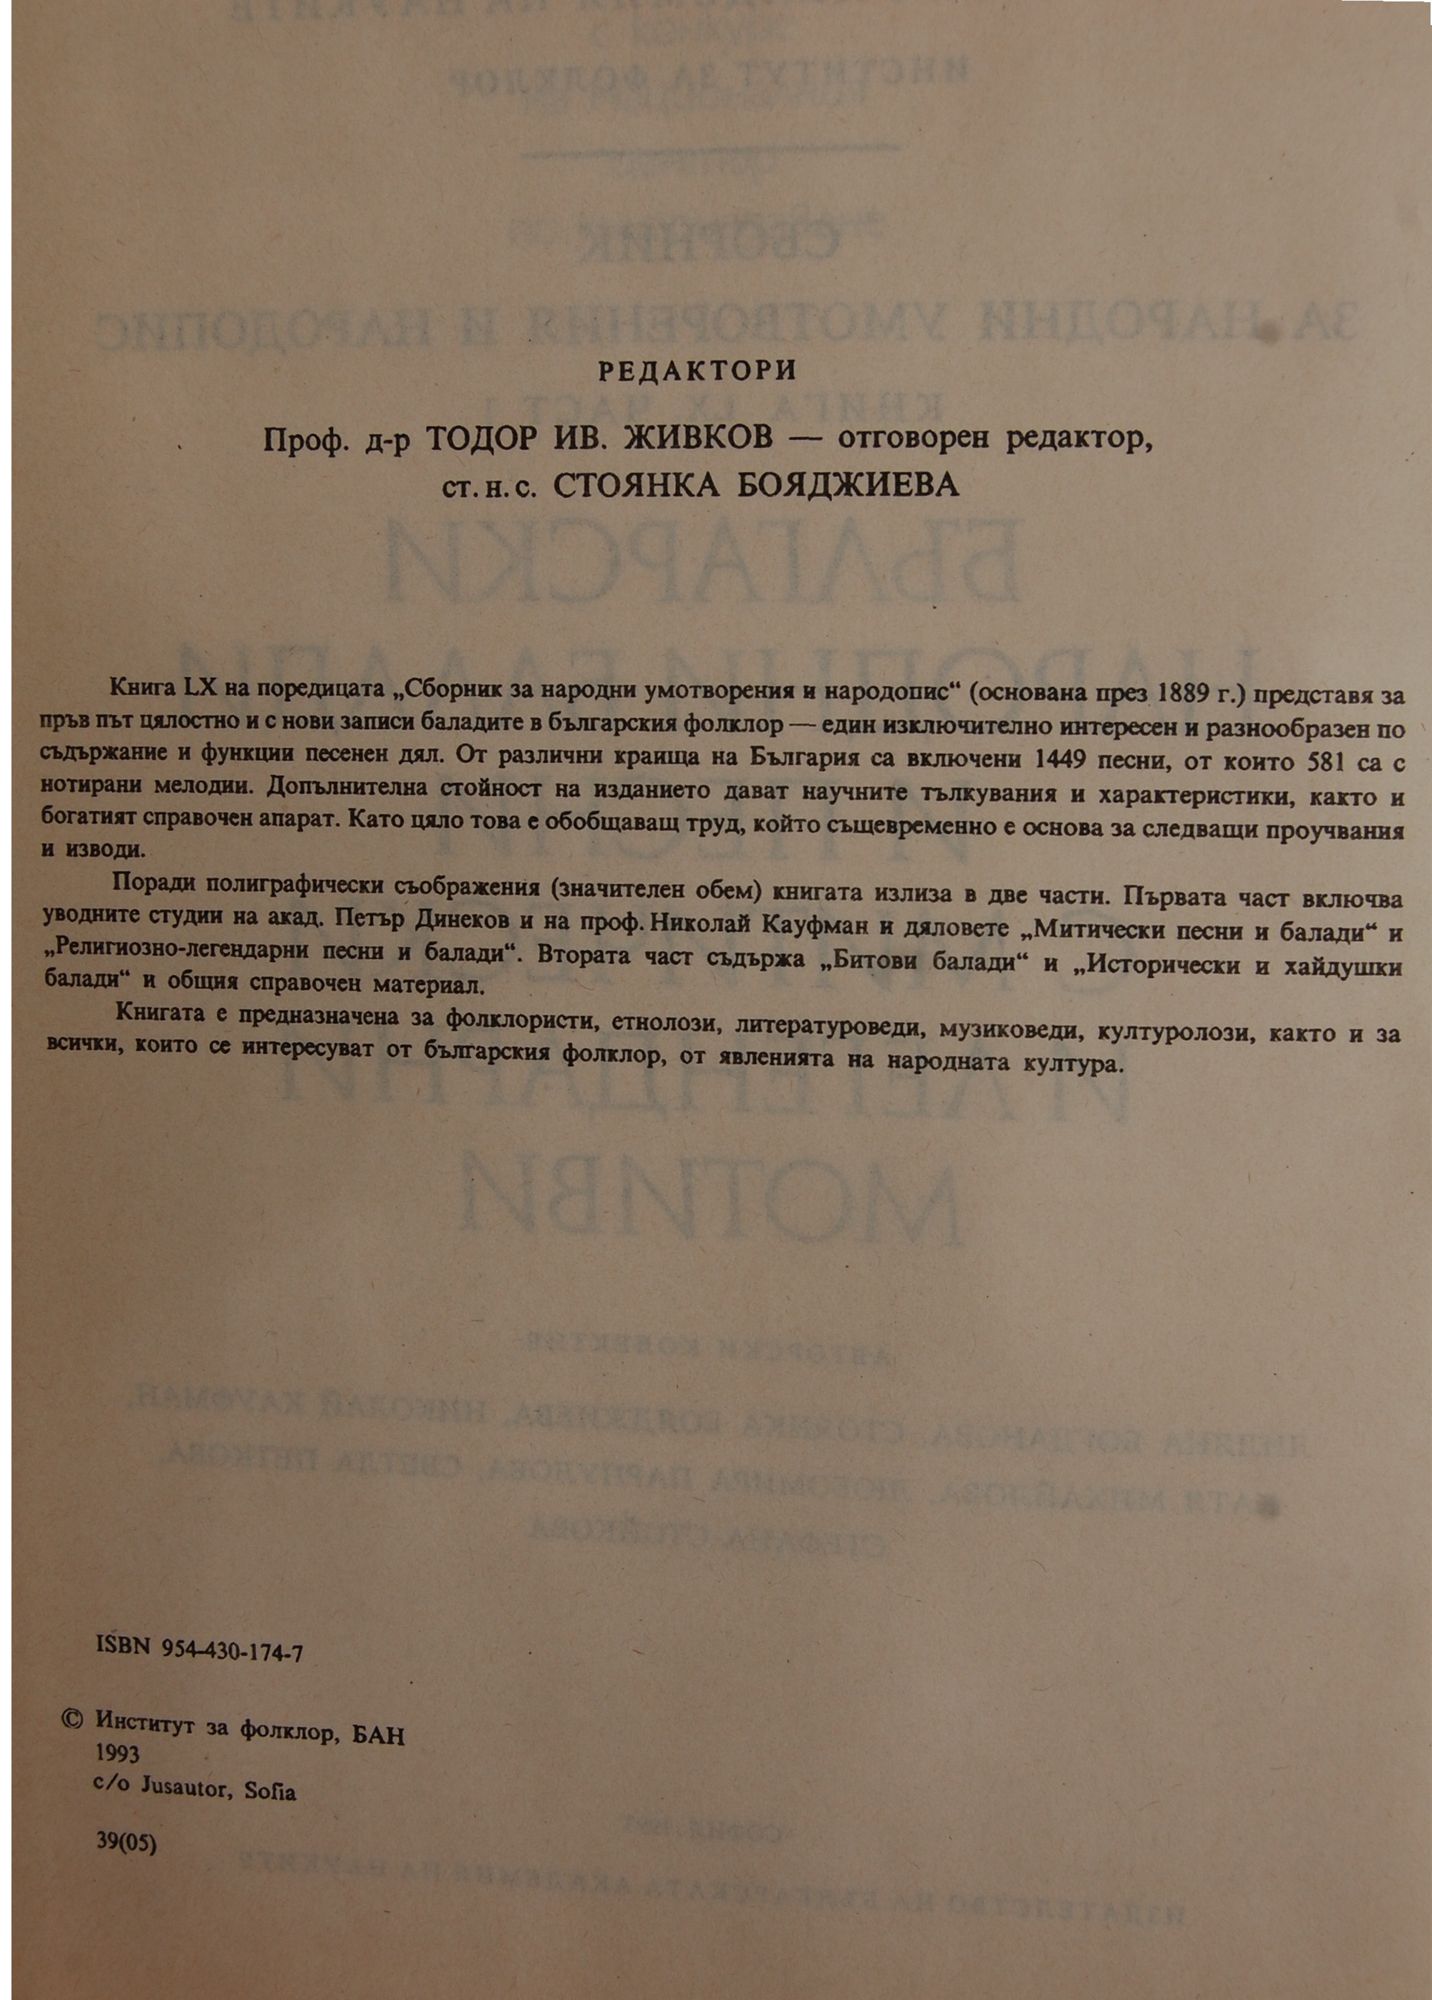 РЕДАКТОРИ
Проф. д-р ТОДОР ИВ. ЖИВКОВ — отговорен редактор,
ст. н. с. СТОЯНКА БОЯДЖИЕВА
Книга LX на поредицата „Сборник за народни умотворения и народопис“ (основана през 1889 г.) представя за
пръв път цялостно и с нови записи баладите в българския фолклор — един изключително интересен и разнообразен по
съдържание и функции песенен дял. От различни краища на България са включени 1449 песни, от които 581 са с
нотирани мелодии. Допълнителна стойност на изданието дават научните тълкувания и характеристики, както и
богатият справочен апарат. Като цяло това е обобщаващ труд, който същевременно е основа за следващи проучвания
и изводи.
Поради полиграфически съображения (значителен обем) книгата излиза в две части. Първата част включва
уводните студии на акад. Петър Динеков и на проф. Николай Кауфман и дяловете „Митически песни и балади“ и
„Религиозно-легендарни песни и балади“. Втората част съдържа „Битови балади“ и „Исторически и хайдушки
балади“ и общия справочен материал.
Книгата е предназначена за фолклористи, етнолози, литературоведи, музиковеди, културолози, както и за
всички, които се интересуват от българския фолклор, от явленията на народната култура.
ISBN 954-430-174-7
© Институт за фолклор, БАН
1993
c/o Jusautor, Sofia
39(05)